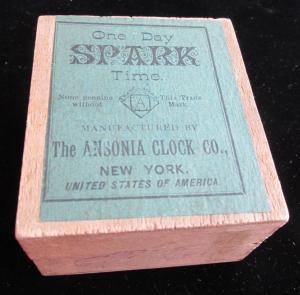 One Day
SPARK
Time.
None genuine
without
A
This Trade
Mark.
MANUFACTURED BY
The ANSONIA CLOCK CO.,
NEW YORK.
UNITED STATES OF AMERICA